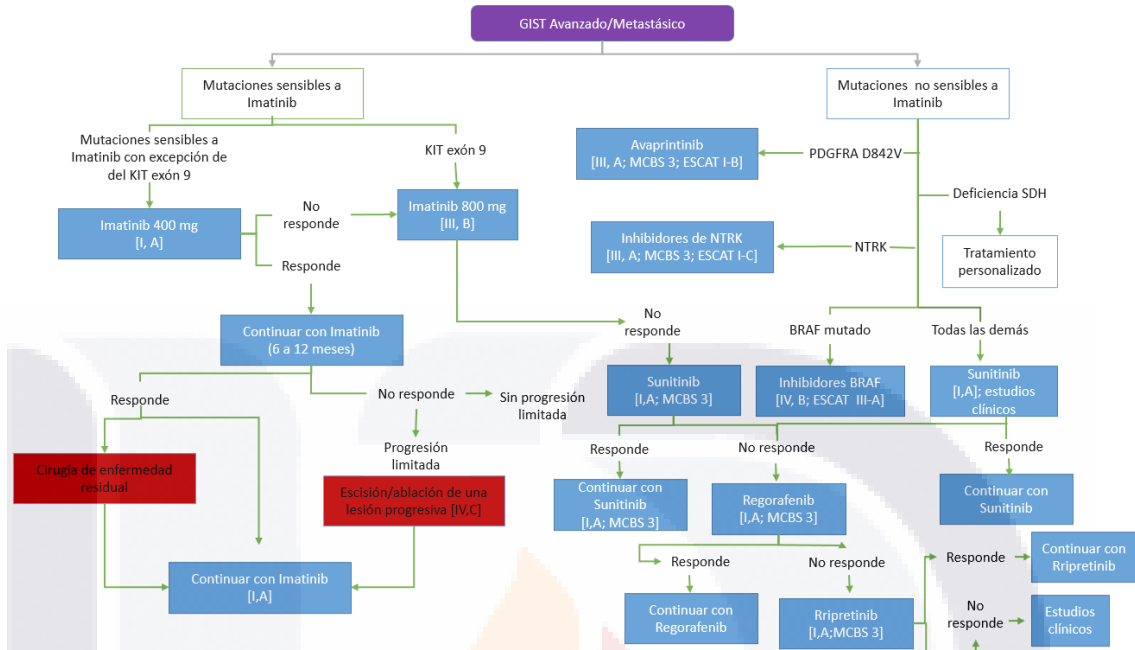 GIST Avanzado/Metastásico
Mutaciones sensibles a
Imatinib
Mutaciones no sensibles a
Imatinib
Mutaciones sensibles a
Imatinib con excepción de
del KIT exón 9
KIT exón 9
Avaprintinib
[III, A; MCBS 3; ESCAT I-B]
PDGFRA D842V
Deficiencia SDH
Imatinib 400 mg
[I, A]
No
responde
Responde
Imatinib 800 mg
[III, B]
Inhibidores de NTRK
[III, A; MCBS 3; ESCAT I-C]
NTRK
Tratamiento
personalizado
Continuar con Imatinib
(6 a 12 meses)
No
responde
BRAF mutado
Todas las demás
Responde
No responde
Sin progresión
limitada
Sunitinib
[I,A; MCBS 3]
Inhibidores BRAF
[IV, B; ESCAT III-A]
Sunitinib
[I,A]; estudios
clínicos
Progresión
limitada
Responde
No responde
Responde
Cirugía de enfermedad
residual
Escisión/ablación de una
lesión progresiva [IV,C]
Continuar con
Sunitinib
[I,A; MCBS 3]
Regorafenib
[I,A; MCBS 3]
Continuar con
Sunitinib
Continuar con Imatinib
[I,A]
Responde
No responde
Responde
Continuar con
Rripretinib
Continuar con
Regorafenib
Rripretinib
[I,A;MCBS 3]
No
responde
Estudios
clínicos